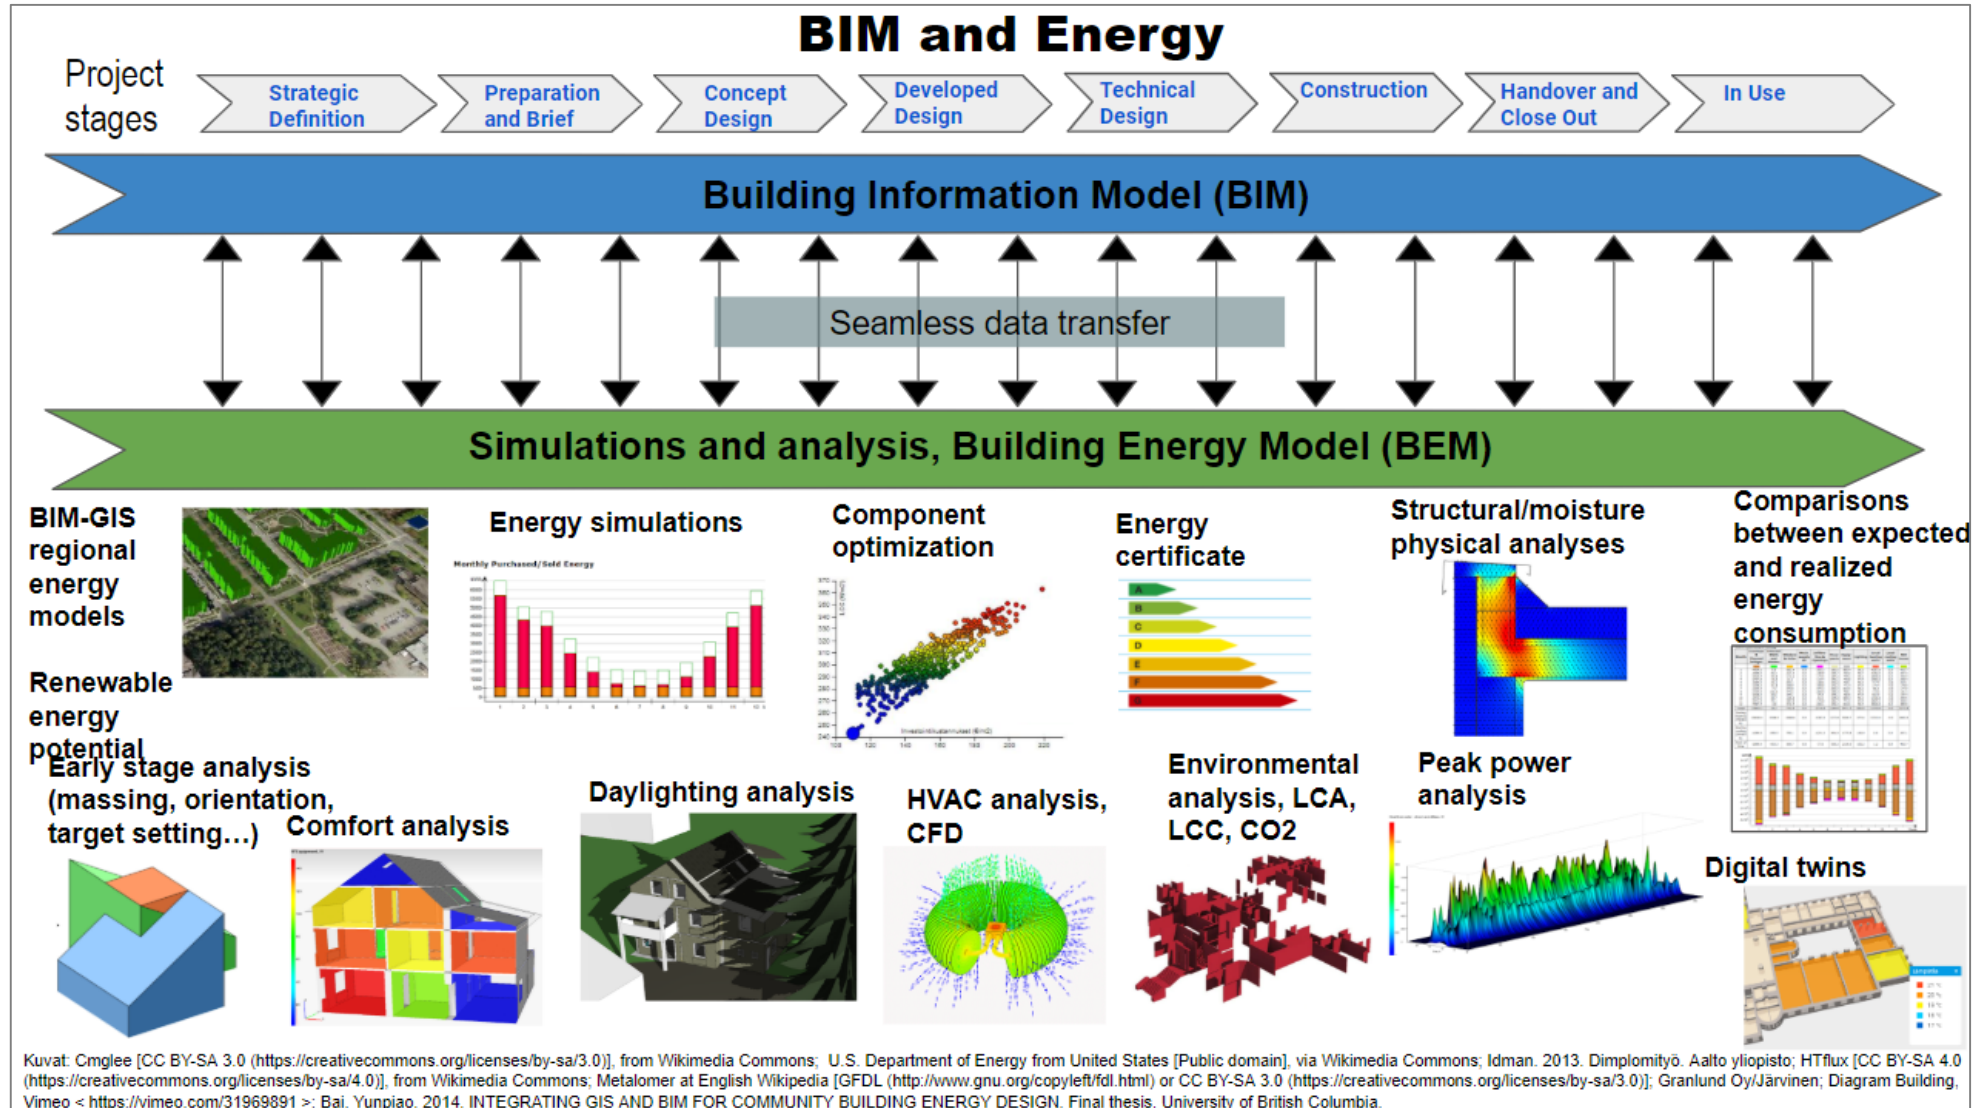 BIM and Energy
Project
stages
Strategic
Definition
Preparation
and Brief
Concept
Design
Developed
Design
Technical
Design
Construction
Handover and
Close Out
In Use
Building Information Model (BIM)
Seamless data transfer
Simulations and analysis, Building Energy Model (BEM)
BIM-GIS
regional
energy
models
Renewable
energy
potential
Energy simulations
Monthly Purchased/Sold Energy
Component
optimization
Energy
certificate
A
B
C
D
E
F
G
Structural/moisture
physical analyses
Comparisons
between expected
and realized
energy
consumption
Early stage analysis
(massing, orientation,
target setting...)
Comfort analysis
Daylighting analysis
HVAC analysis,
CFD
Environmental
analysis, LCA,
LCC, CO2
Peak power
analysis
Digital twins
Kuvat: Cmglee [CC BY-SA 3.0 (https://creativecommons.org/licenses/by-sa/3.0)], from Wikimedia Commons; U.S. Department of Energy from United States [Public domain], via Wikimedia Commons; Idman. 2013. Dimplomityö. Aalto yliopisto; HTflux [CC BY-SA 4.0
(https://creativecommons.org/licenses/by-sa/4.0)], from Wikimedia Commons; Metalomer at English Wikipedia [GFDL (http://www.gnu.org/copyleft/fdl.html) or CC BY-SA 3.0 (https://creativecommons.org/licenses/by-sa/3.0)]; Granlund Oy/Järvinen; Diagram Building,
Vimeo < https://vimeo.com/31969891 >; Bai, Yunpiao. 2014. INTEGRATING GIS AND BIM FOR COMMUNITY BUILDING ENERGY DESIGN. Final thesis. University of British Columbia.